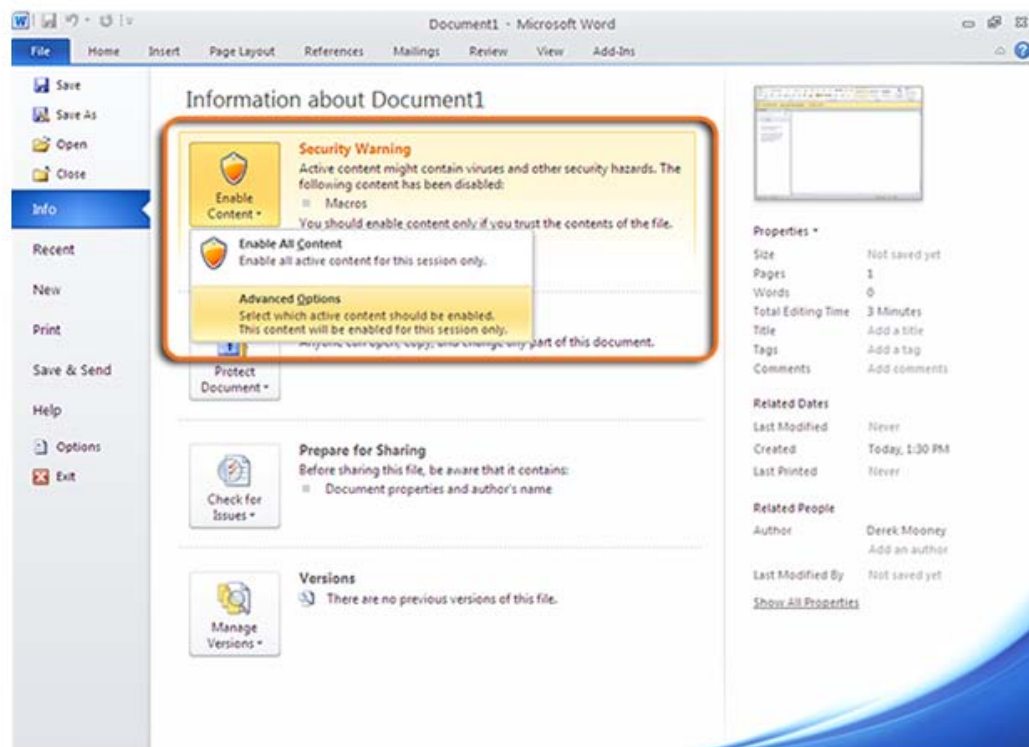 Document1 - Microsoft Word
File Home Insert Page Layout References Mailings Review View Add-Ins
Save
Save As
Open
Close
Info
Recent
New
Print
Save & Send
Help
Options
Exit
Information about Document1
Enable
Content
Security Warning
Active content might contain viruses and other security hazards. The
following content has been disabled:
Macros
You should enable content only if you trust the contents of the file.
Enable All Content
Enable all active content for this session only.
Advanced Options
Select which active content should be enabled.
This content will be enabled for this session only.
Anyone can open, copy, and change any part of this document.
Protect
Document
Check for
Issues
Prepare for Sharing
Before sharing this file, be aware that it contains:
Document properties and author's name
Manage
Versions
Versions
There are no previous versions of this file.
Properties
Size Not saved yet
Pages 1
Words 0
Total Editing Time 3 Minutes
Title Add a title
Tags Add a tag
Comments Add comments
Related Dates
Last Modified Never
Created Today, 1:30 PM
Last Printed Never
Related People
Author Derek Mooney
Add an author
Last Modified By Not saved yet
Show All Properties